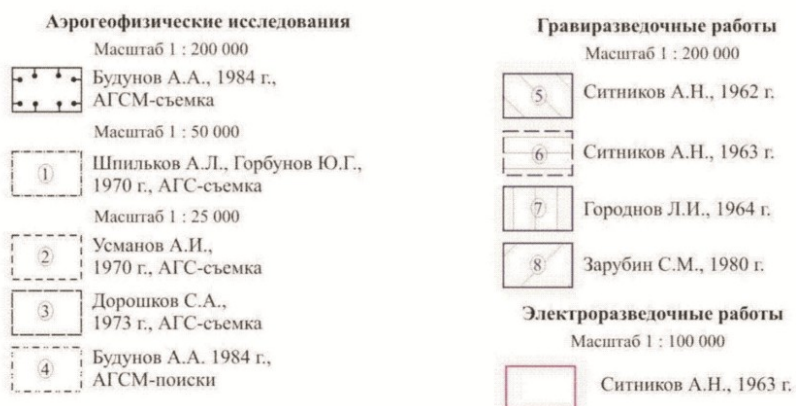 Аэрогеофизические исследования
Масштаб 1 : 200 000
Будунов А.А., 1984 г.,
АГСМ-съемка
Масштаб 1 : 50 000
1
Шпильков А.Л., Горбунов Ю.Г.,
1970 г., АГС-съемка
Масштаб 1 : 25 000
2
Усманов А.И.,
1970 г., АГС-съемка
3
Дорошков С.А.,
1973 г., АГС-съемка
4
Будунов А.А. 1984 г.,
АГСМ-поиски
Гравиразведочные работы
Масштаб 1 : 200 000
5 Ситников А.Н., 1962 г.
6 Ситников А.Н., 1963 г.
7 Городнов Л.И., 1964 г.
8 Зарубин С.М., 1980 г.
Электроразведочные работы
Масштаб 1 : 100 000
Ситников А.Н., 1963 г.